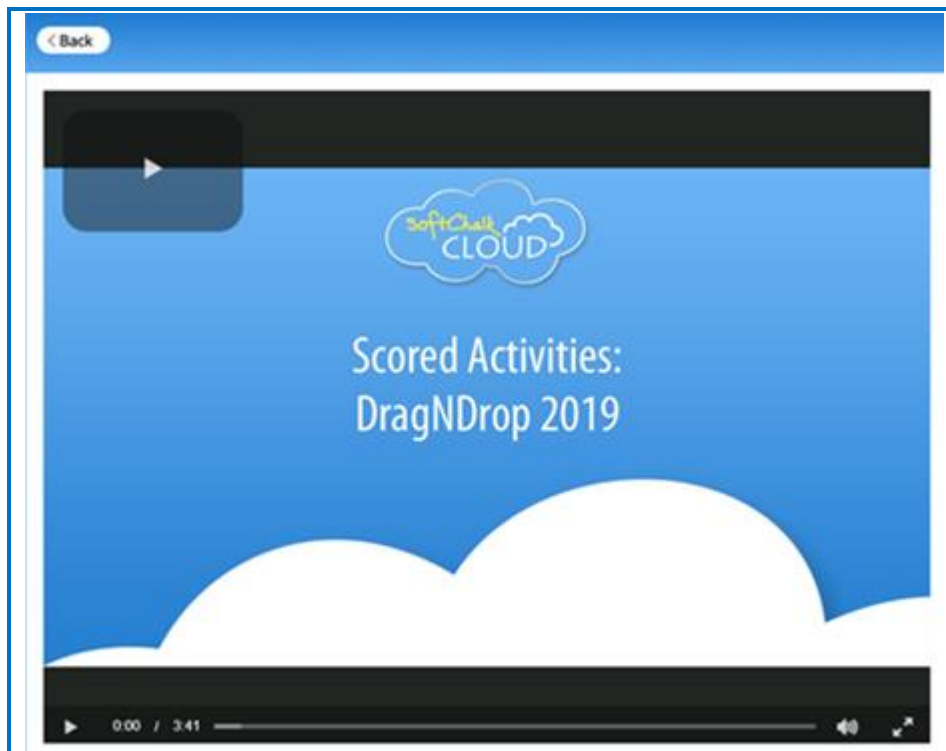 Back
SoftChalk
CLOUD
Scored Activities:
DragNDrop 2019
0:00 / 3:41